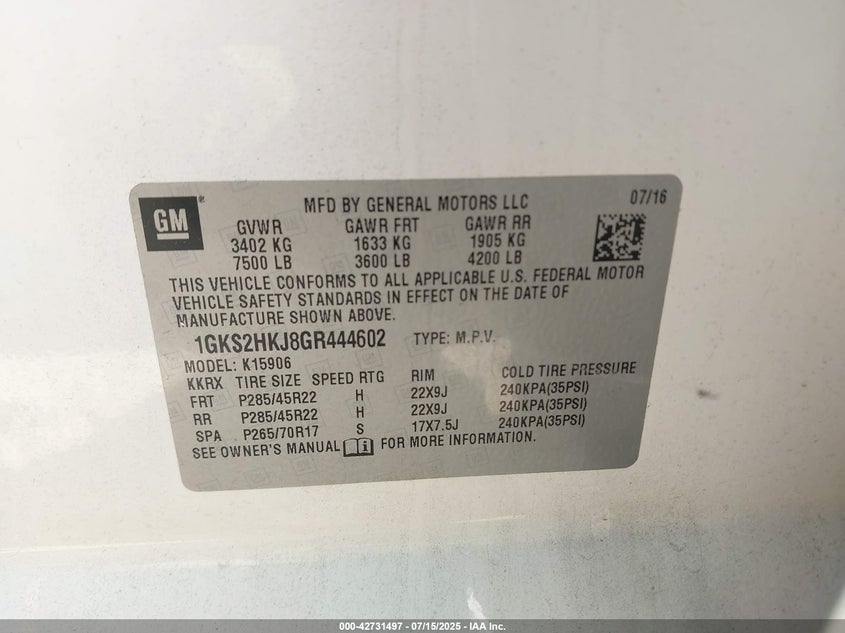 GM
MFD BY GENERAL MOTORS LLC 07/16
GVWR GAWR FRT GAWR RR
3402 KG 1633 KG 1905 KG
7500 LB 3600 LB 4200 LB
THIS VEHICLE CONFORMS TO ALL APPLICABLE U.S. FEDERAL MOTOR
VEHICLE SAFETY STANDARDS IN EFFECT ON THE DATE OF
MANUFACTURE SHOWN ABOVE.
1GKS2HKJ8GR444602 TYPE: M.P.V.
MODEL: K15906
KKRX TIRE SIZE SPEED RTG RIM COLD TIRE PRESSURE
FRT P285/45R22 H 22X9J 240KPA(35PSI)
RR P285/45R22 H 22X9J 240KPA(35PSI)
SPA P265/70R17 S 17X7.5J 240KPA(35PSI)
SEE OWNER'S MANUAL FOR MORE INFORMATION.
000-42731497 - 07/15/2025 - IAA Inc.